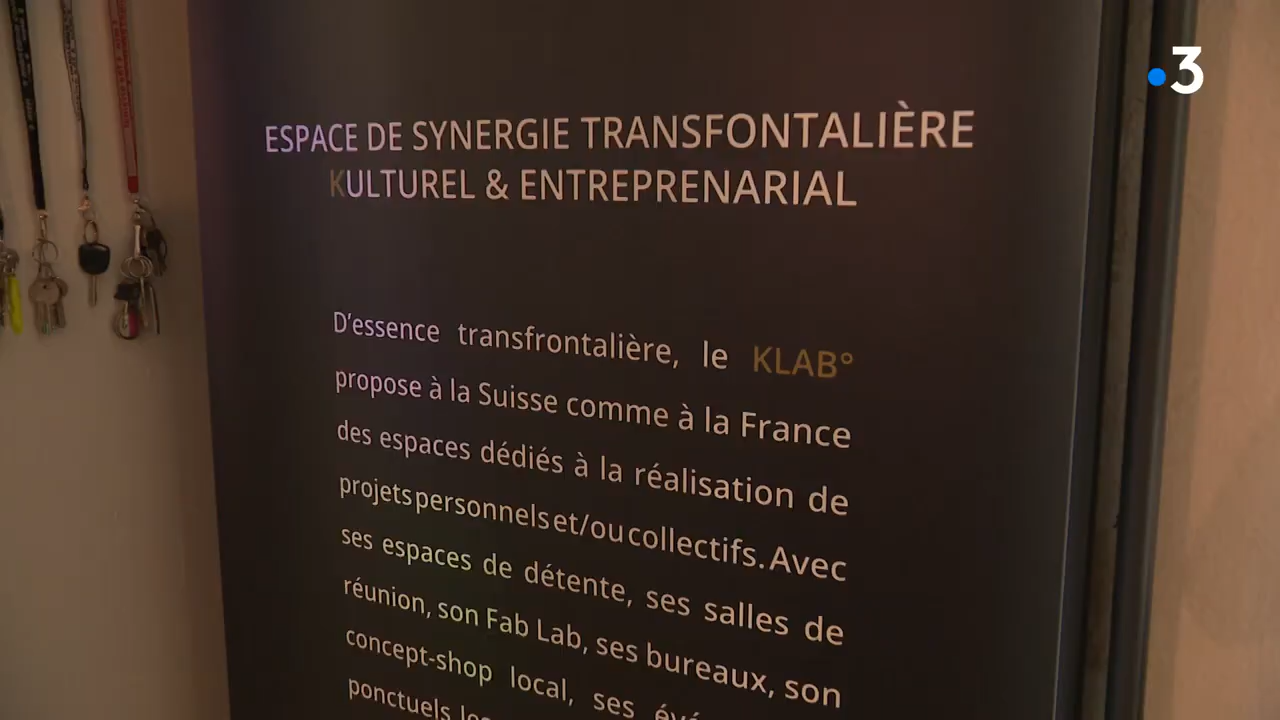 3
ESPACE DE SYNERGIE TRANSFONTALIÈRE
KULTUREL & ENTREPRENARIAL
D'essence transfrontalière, le KLAB°
propose à la Suisse comme à la France
des espaces dédiés à la réalisation de
projets personnels et/ou collectifs. Avec
ses espaces de détente, ses salles de
réunion, son Fab Lab, ses bureaux, son
concept-shop local, ses
ponctuels